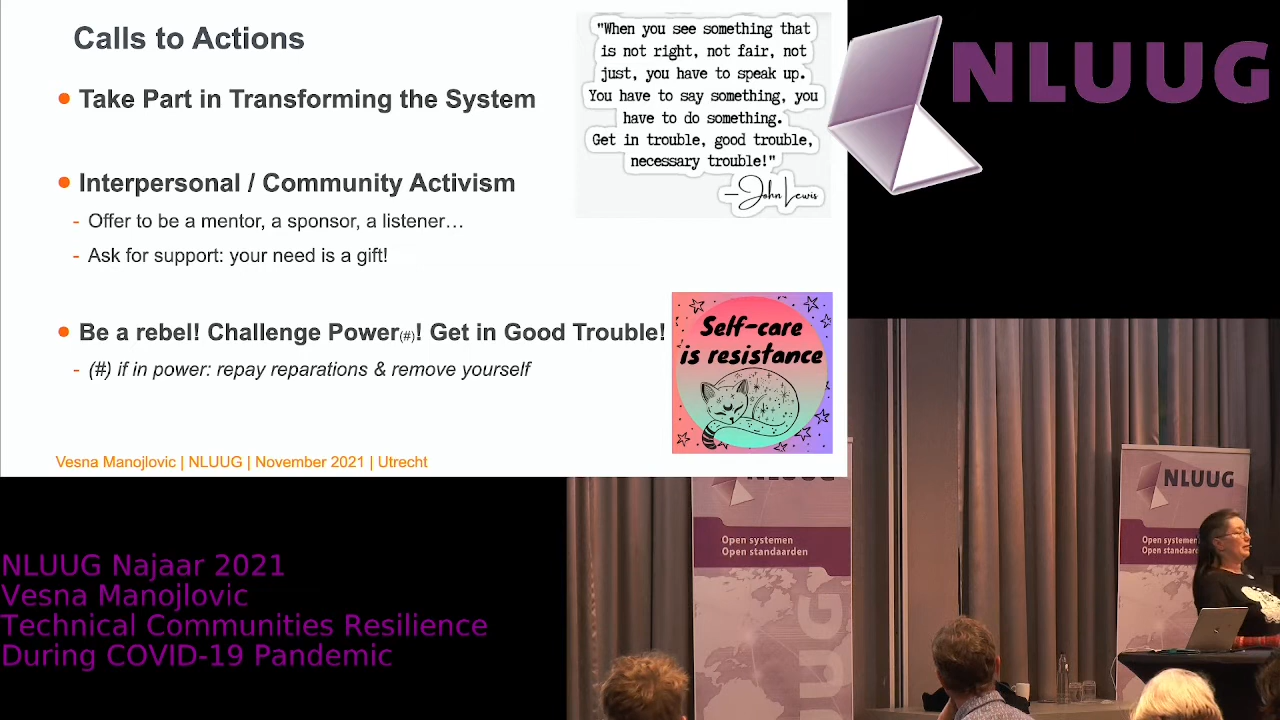 Calls to Actions
Take Part in Transforming the System
Interpersonal / Community Activism
- Offer to be a mentor, a sponsor, a listener…
- Ask for support: your need is a gift!
Be a rebel! Challenge Power(#)! Get in Good Trouble!
- (#) if in power: repay reparations & remove yourself
Vesna Manojlovic | NLUUG | November 2021 | Utrecht
"When you see something that
is not right, not fair, not
just, you have to speak up.
You have to say something, you
have to do something.
Get in trouble, good trouble,
necessary trouble!"
—John Lewis
Self-care
is resistance
NLUUG
NLUUG Najaar 2021
Vesna Manojlovic
Technical Communities Resilience
During COVID-19 Pandemic
NLUUG
Open systemen
Open standaarden
NLUUG
Open systemen